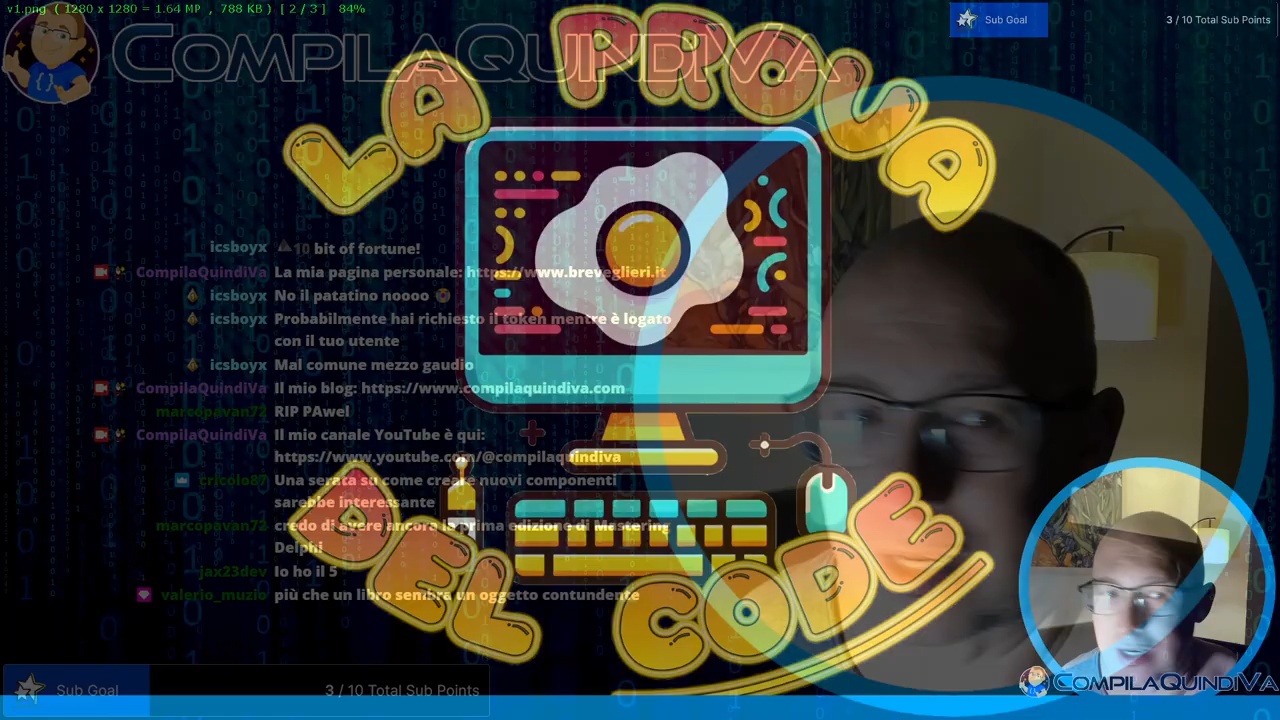 v1.png ( 1280 x 1280 = 1.64 MP , 788 KB ) [ 2 / 3 ] 84%
Sub Goal
3 / 10 Total Sub Points
COMPILAQUINDIVA
LA PROVA
icsboyx 10 bit of fortune!
CompilaQuindiVa La mia pagina personale: https://www.breveglieri.it
icsboyx No il patatino noooo
icsboyx Probabilmente hai richiesto il token mentre è logato
con il tuo utente
icsboyx Mal comune mezzo gaudio
CompilaQuindiVa Il mio blog: https://www.compilaquindiva.com
marcopavan72 RIP PAwel
CompilaQuindiVa Il mio canale YouTube è qui:
https://www.youtube.com/@compilaquindiva
cricolo87 Una serata su come creare nuovi componenti
sarebbe interessante
marcopavan72 credo di avere ancora la prima edizione di Mastering
Delphi
jax23dev Io ho il 5
valerio_muzio più che un libro sembra un oggetto contundente
DEL CODE
Sub Goal
3 / 10 Total Sub Points
COMPILAQUINDIVA